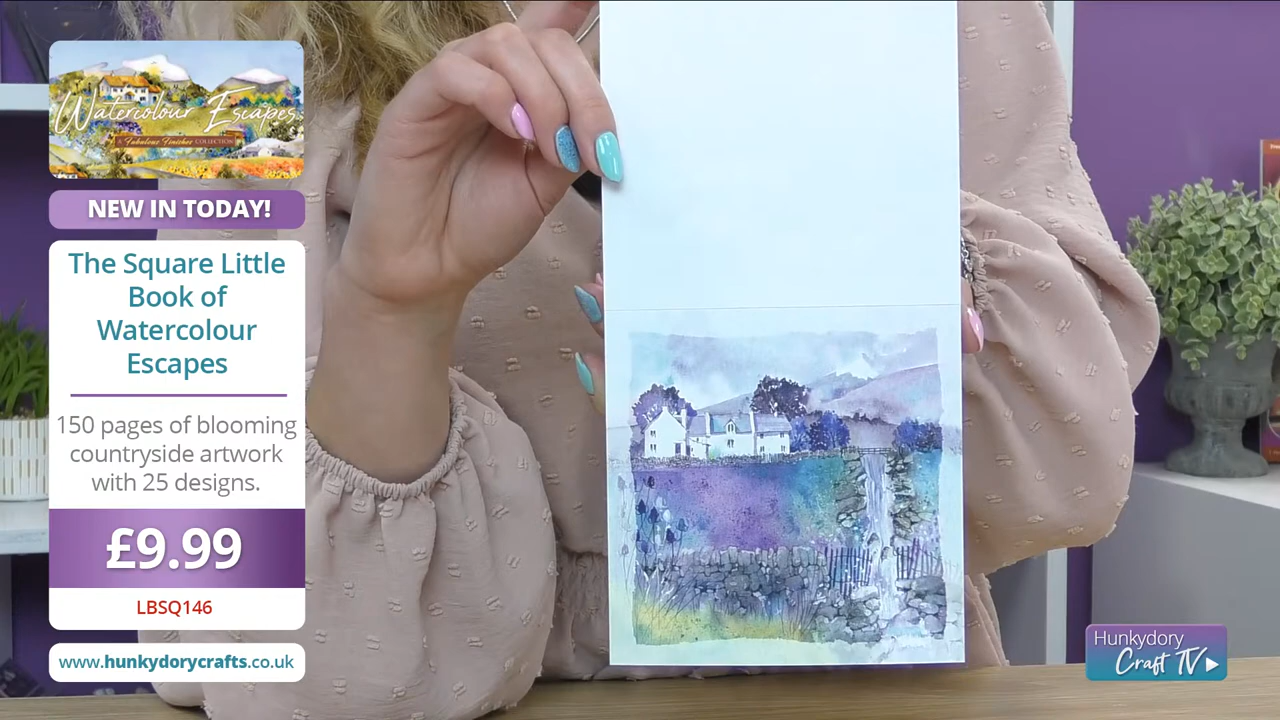 Watercolour Escapes
A Fabulous Finishes COLLECTION
NEW IN TODAY!
The Square Little
Book of
Watercolour
Escapes
150 pages of blooming
countryside artwork
with 25 designs.
£9.99
LBSQ146
www.hunkydorycrafts.co.uk
Hunkydory
Craft TV